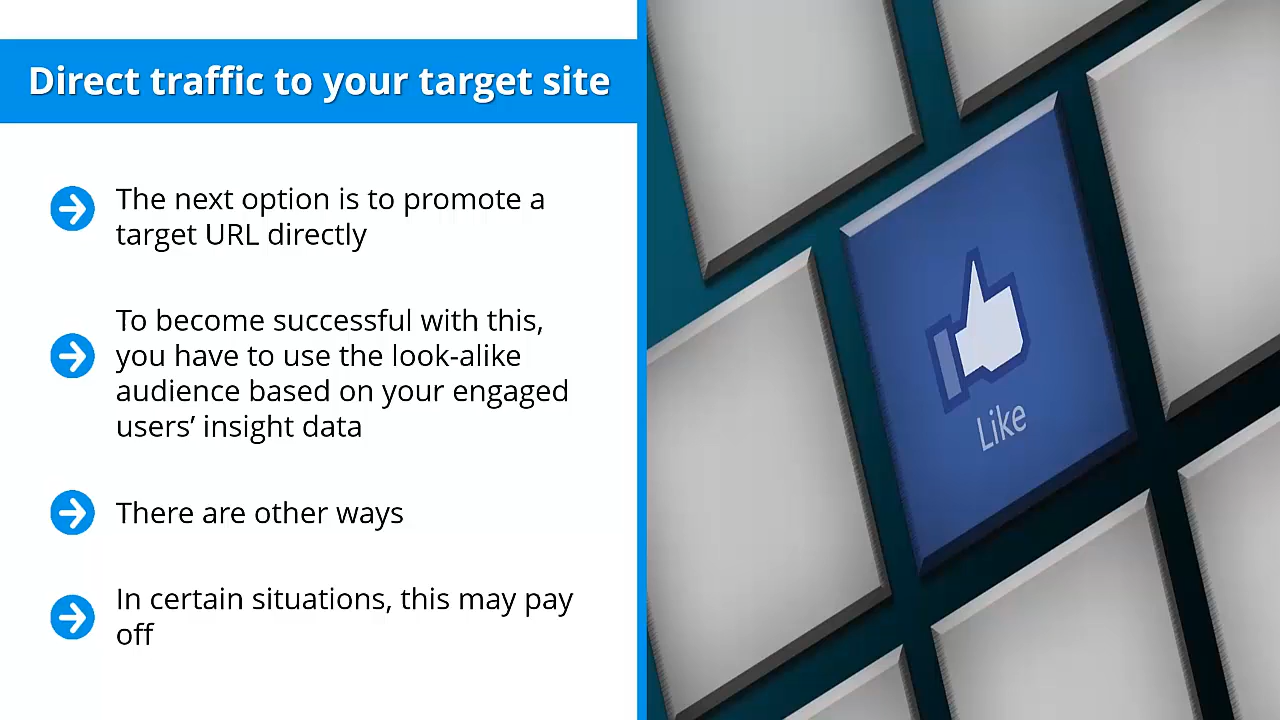 Direct traffic to your target site
The next option is to promote a
target URL directly
To become successful with this,
you have to use the look-alike
audience based on your engaged
users’ insight data
There are other ways
In certain situations, this may pay
off
Like